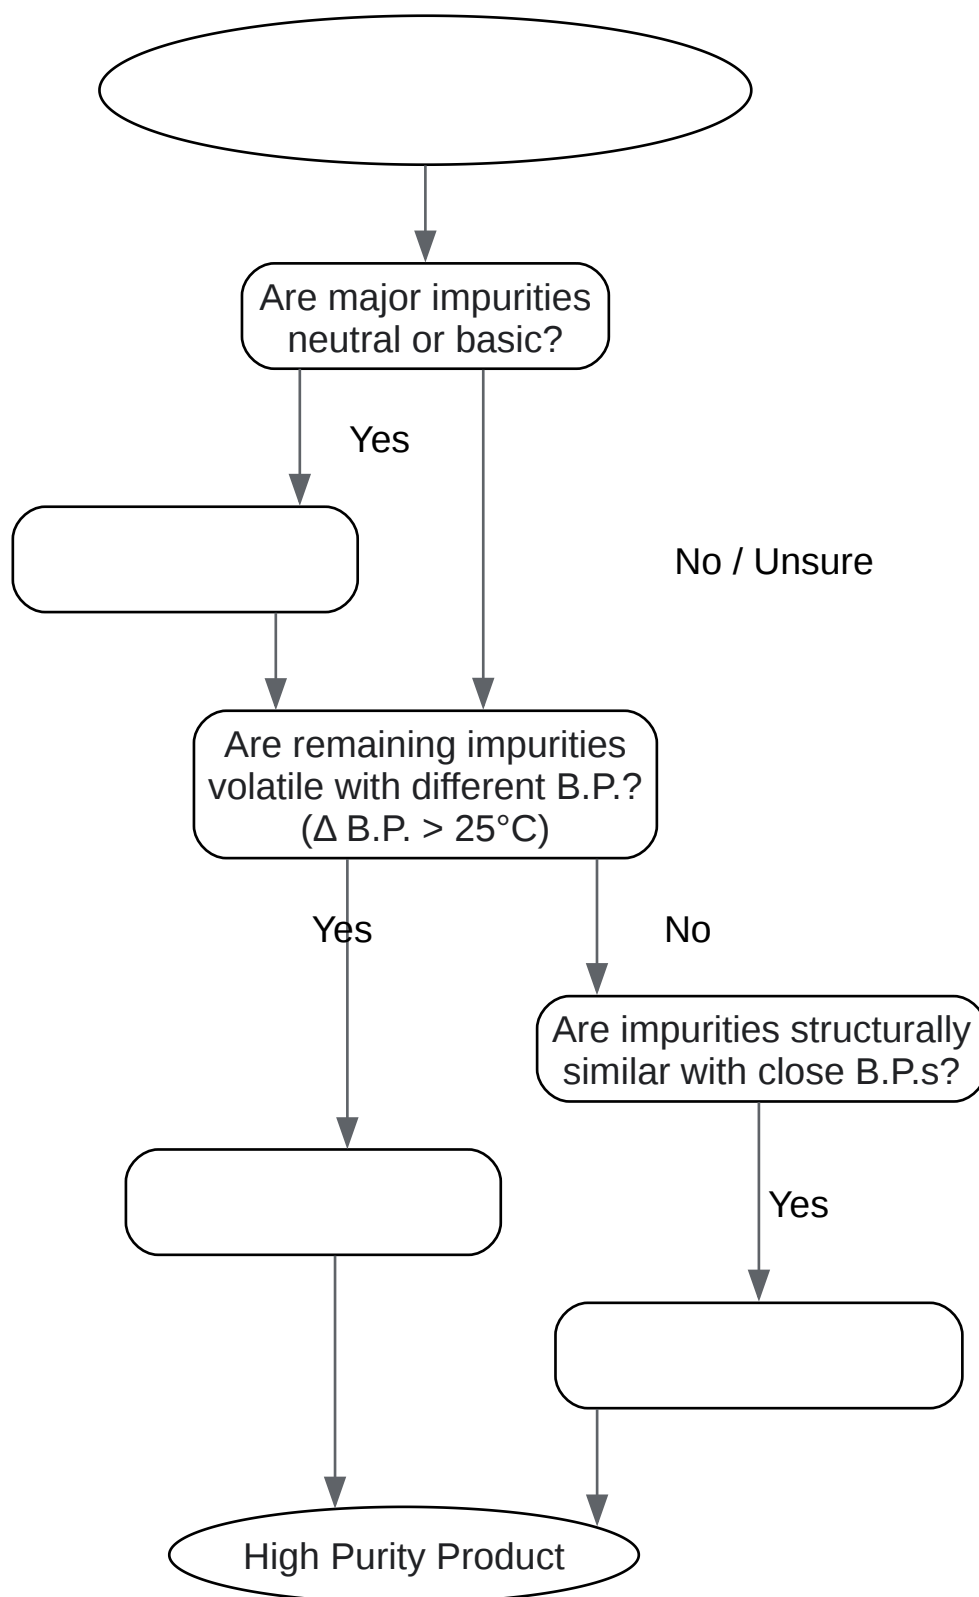 Are major impurities
neutral or basic?
Yes
No / Unsure
Are remaining impurities
volatile with different B.P.?
(Δ B.P. > 25°C)
Yes
No
Are impurities structurally
similar with close B.P.s?
Yes
High Purity Product